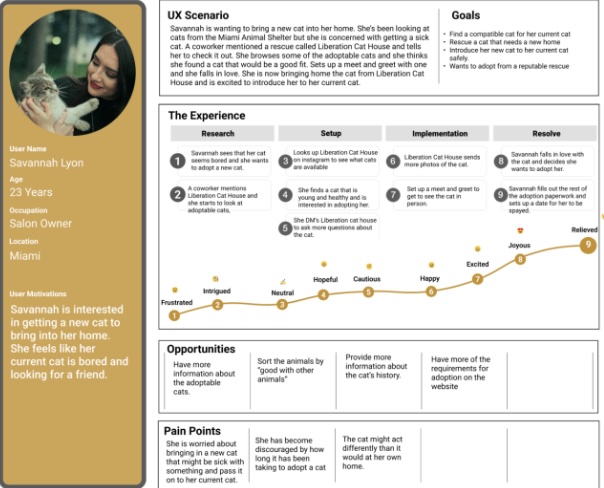 User Name
Savannah Lyon
Age
23 Years
Occupation
Salon Owner
Location
Miami
User Motivations
Savannah is interested
in getting a new cat to
bring into her home.
She feels like her
current cat is bored and
looking for a friend.
UX Scenario
Savannah is wanting to bring a new cat into her home. She's been looking at
cats from the Miami Animal Shelter but she is concerned with getting a sick
cat. A coworker mentioned a rescue called Liberation Cat House and tells
her to check it out. She browses some of the adoptable cats and she thinks
she found a cat that would be a good fit. Sets up a meet and greet with one
and she falls in love. She is now bringing home the cat from Liberation Cat
House and is excited to introduce her to her current cat.
Goals
• Find a compatible cat for her current cat
• Rescue a cat that needs a new home
• Introduce her new cat to her current cat
safely.
• Wants to adopt from a reputable rescue
The Experience
Research
1
Savannah sees that her cat
seems bored and she wants
to adopt a new cat.
2
A coworker mentions
Liberation Cat House and
she starts to look at
adoptable cats,
Setup
3
Looks up Liberation Cat House
on instagram to see what cats
are available
4
She finds a cat that is
young and healthy and is
interested in adopting her.
5
She DM's Liberation cat house
to ask more questions about
the cat.
Implementation
6
Liberation Cat House sends
more photos of the cat.
7
Set up a meet and greet to
get to see the cat in
person.
Resolve
8
Savannah falls in love with
the cat and decides she
wants to adopt her.
9
Savannah fills out the rest of
the adoption paperwork and
sets up a date for her to be
spayed.
Frustrated
1
Intrigued
2
Neutral
3
Hopeful
4
Cautious
5
Happy
6
Excited
7
Joyous
8
Relieved
9
Opportunities
Have more
information about
the adoptable
cats.
Sort the animals by
"good with other
animals"
Provide more
information about
the cat's history.
Have more of the
requirements for
adoption on the
website
Pain Points
She is worried about
bringing in a new cat
that might be sick with
something and pass it
on to her current cat.
She has become
discouraged by how
long it has been
taking to adopt a cat
The cat might act
differently than it
would at her own
home.